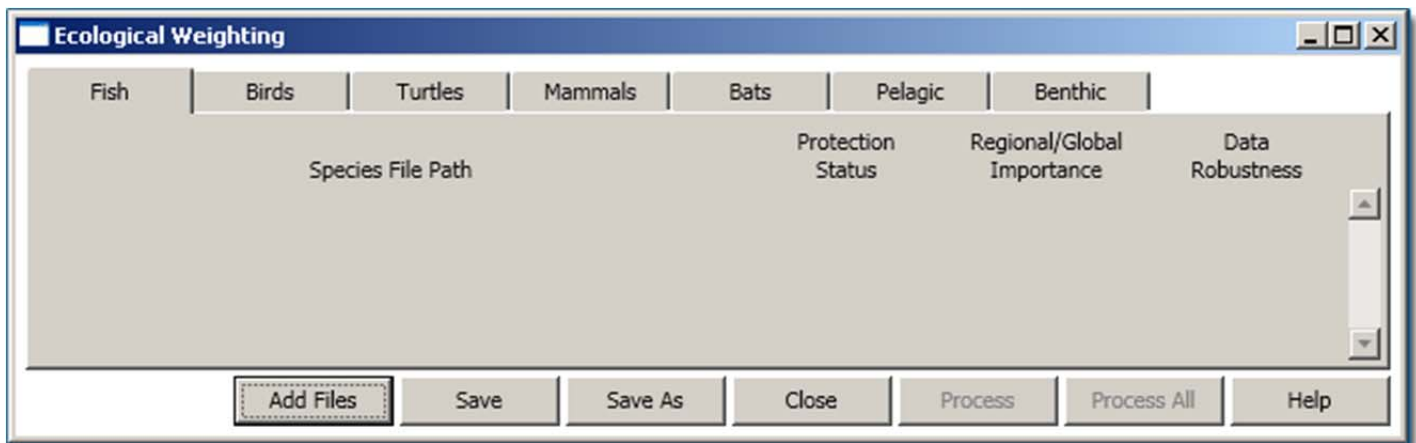 Ecological Weighting
Fish Birds Turtles Mammals Bats Pelagic Benthic
Species File Path Protection Status Regional/Global Importance Data Robustness
Add Files Save Save As Close Process Process All Help